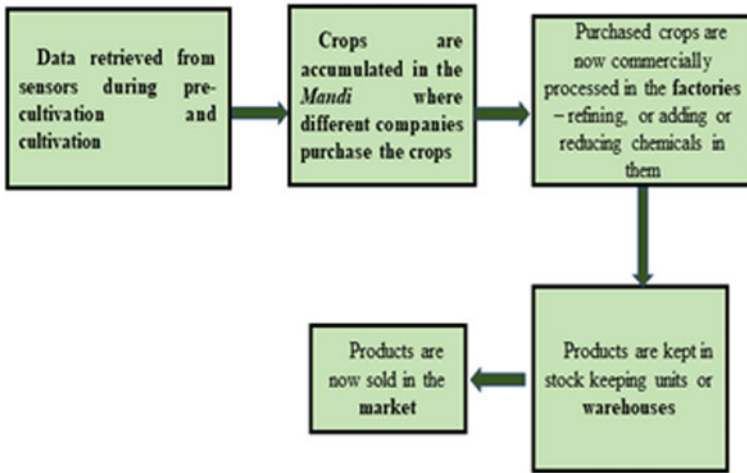 Data retrieved from
sensors during pre-
cultivation and
cultivation
Crops are
accumulated in the
Mandi where
different companies
purchase the crops
Purchased crops are
now commercially
processed in the factories
– refining, or adding or
reducing chemicals in
them
Products are kept in
stock keeping units or
warehouses
Products are
now sold in the
market